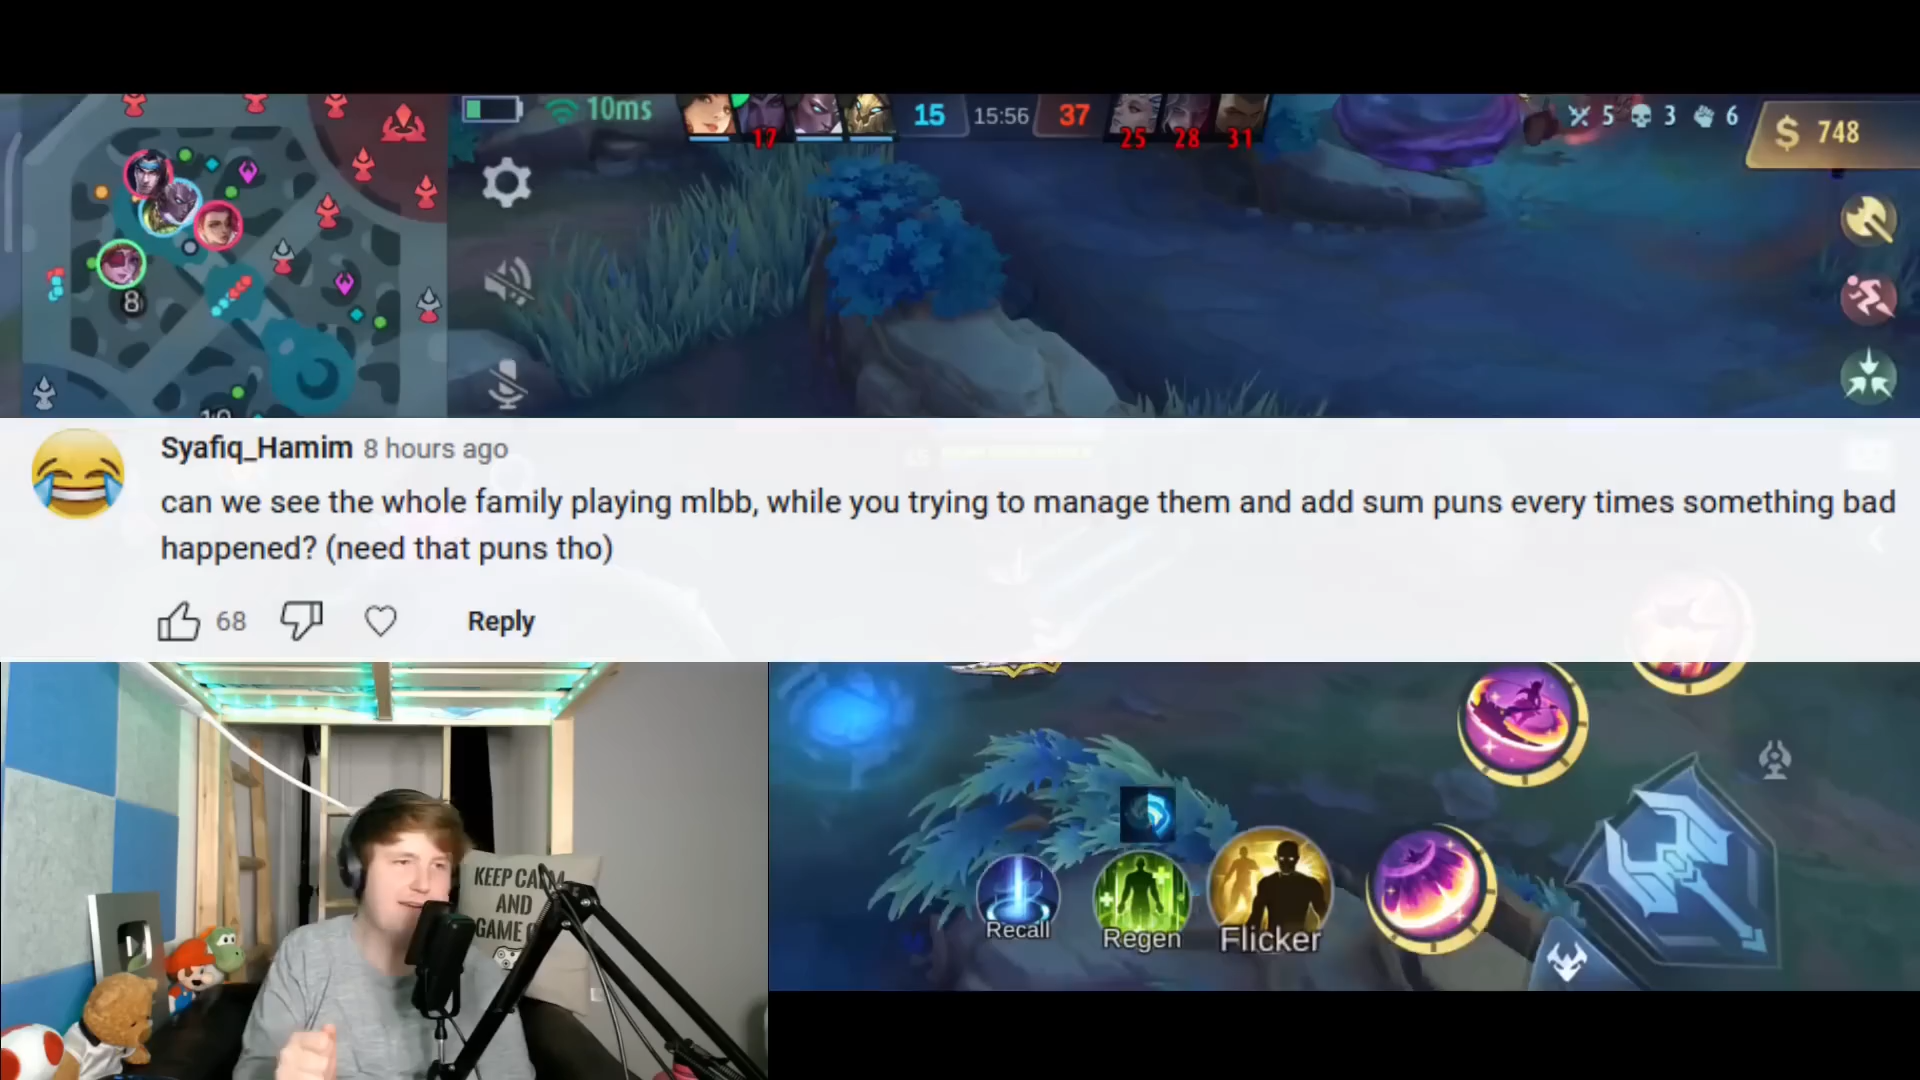 10ms
17
15
15:56
37
25
28
31
5
3
6
$ 748
8
Syafiq_Hamim 8 hours ago
can we see the whole family playing mlbb, while you trying to manage them and add sum puns every times something bad
happened? (need that puns tho)
68
Reply
KEEP CALM
AND
GAME
Recall
Regen
Flicker